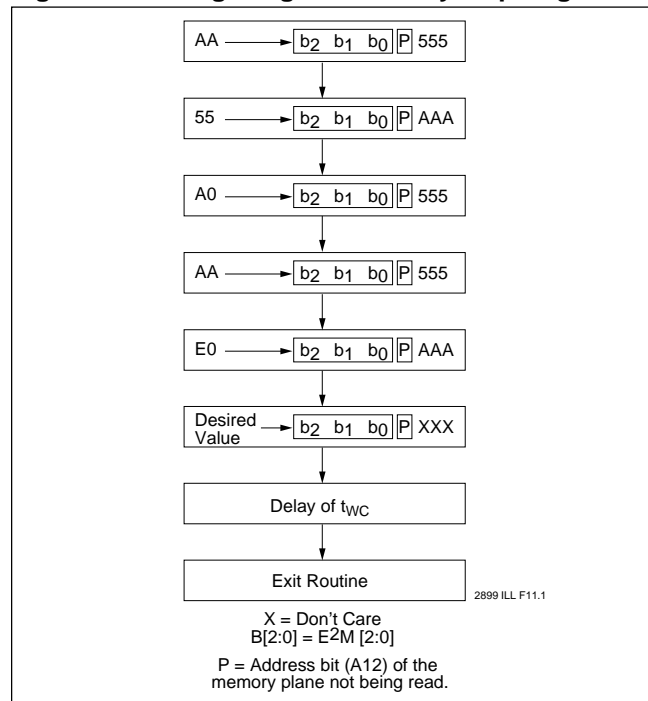 AA b2 b1 b0 P 555
55 b2 b1 b0 P AAA
A0 b2 b1 b0 P 555
AA b2 b1 b0 P 555
E0 b2 b1 b0 P AAA
Desired
Value b2 b1 b0 P XXX
Delay of tWC
Exit Routine
2899 ILL F11.1
X = Don't Care
B[2:0] = E2M [2:0]
P = Address bit (A12) of the
memory plane not being read.